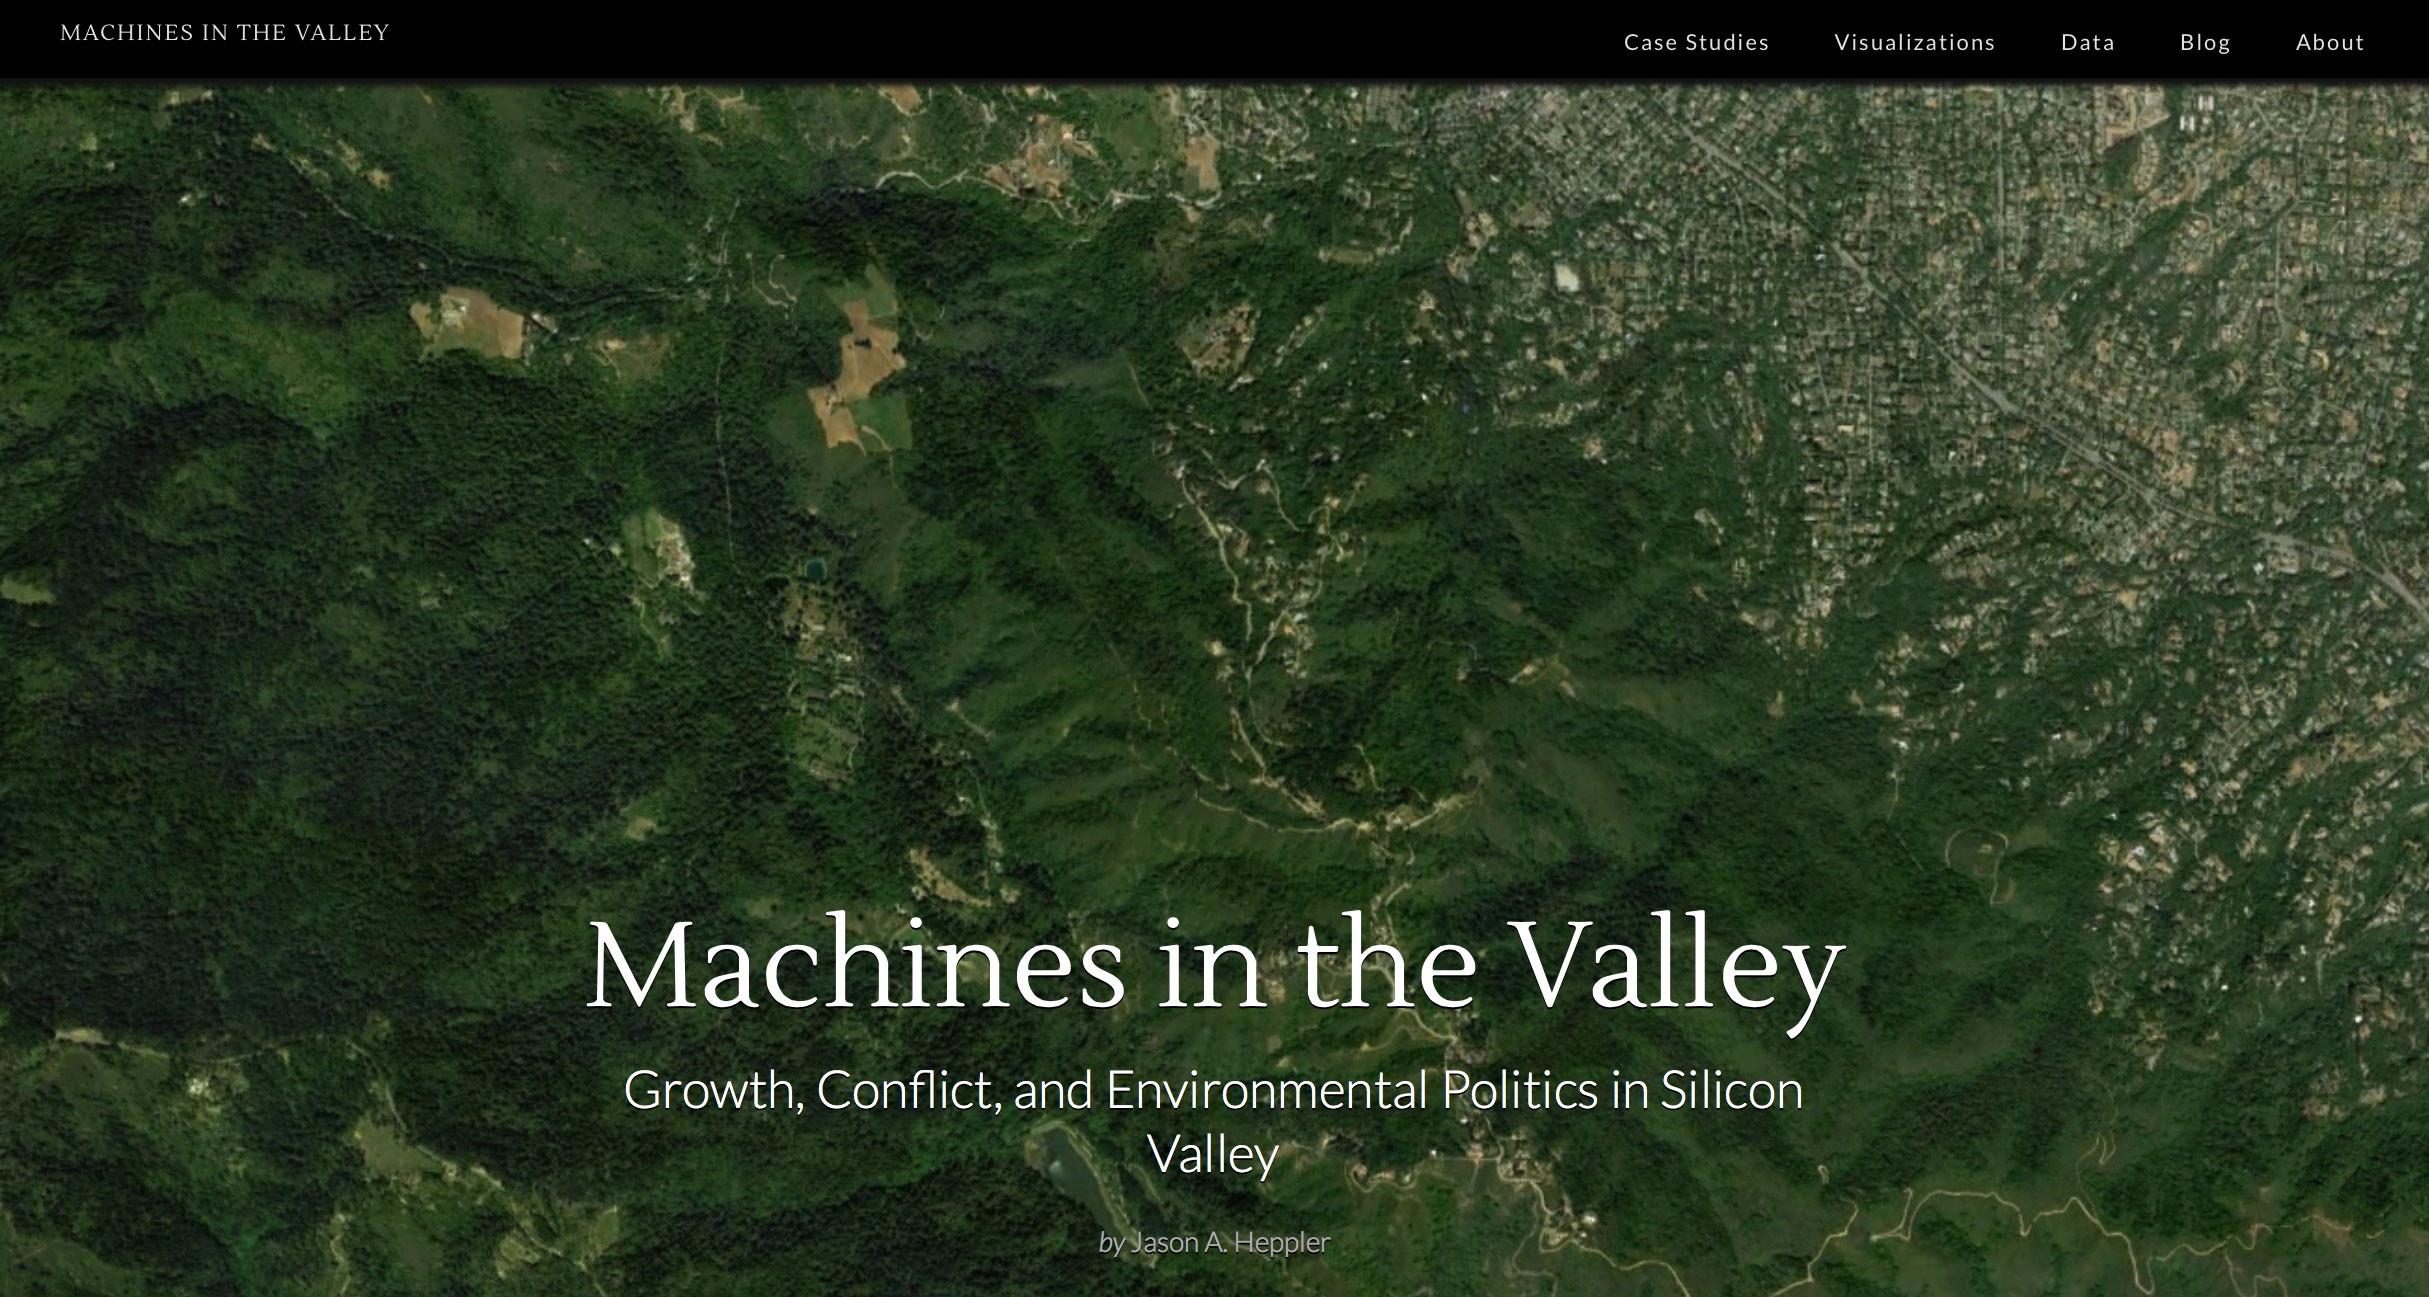 MACHINES IN THE VALLEY
Case Studies
Visualizations
Data
Blog
About
Machines in the Valley
Growth, Conflict, and Environmental Politics in Silicon
Valley
by Jason A. Heppler